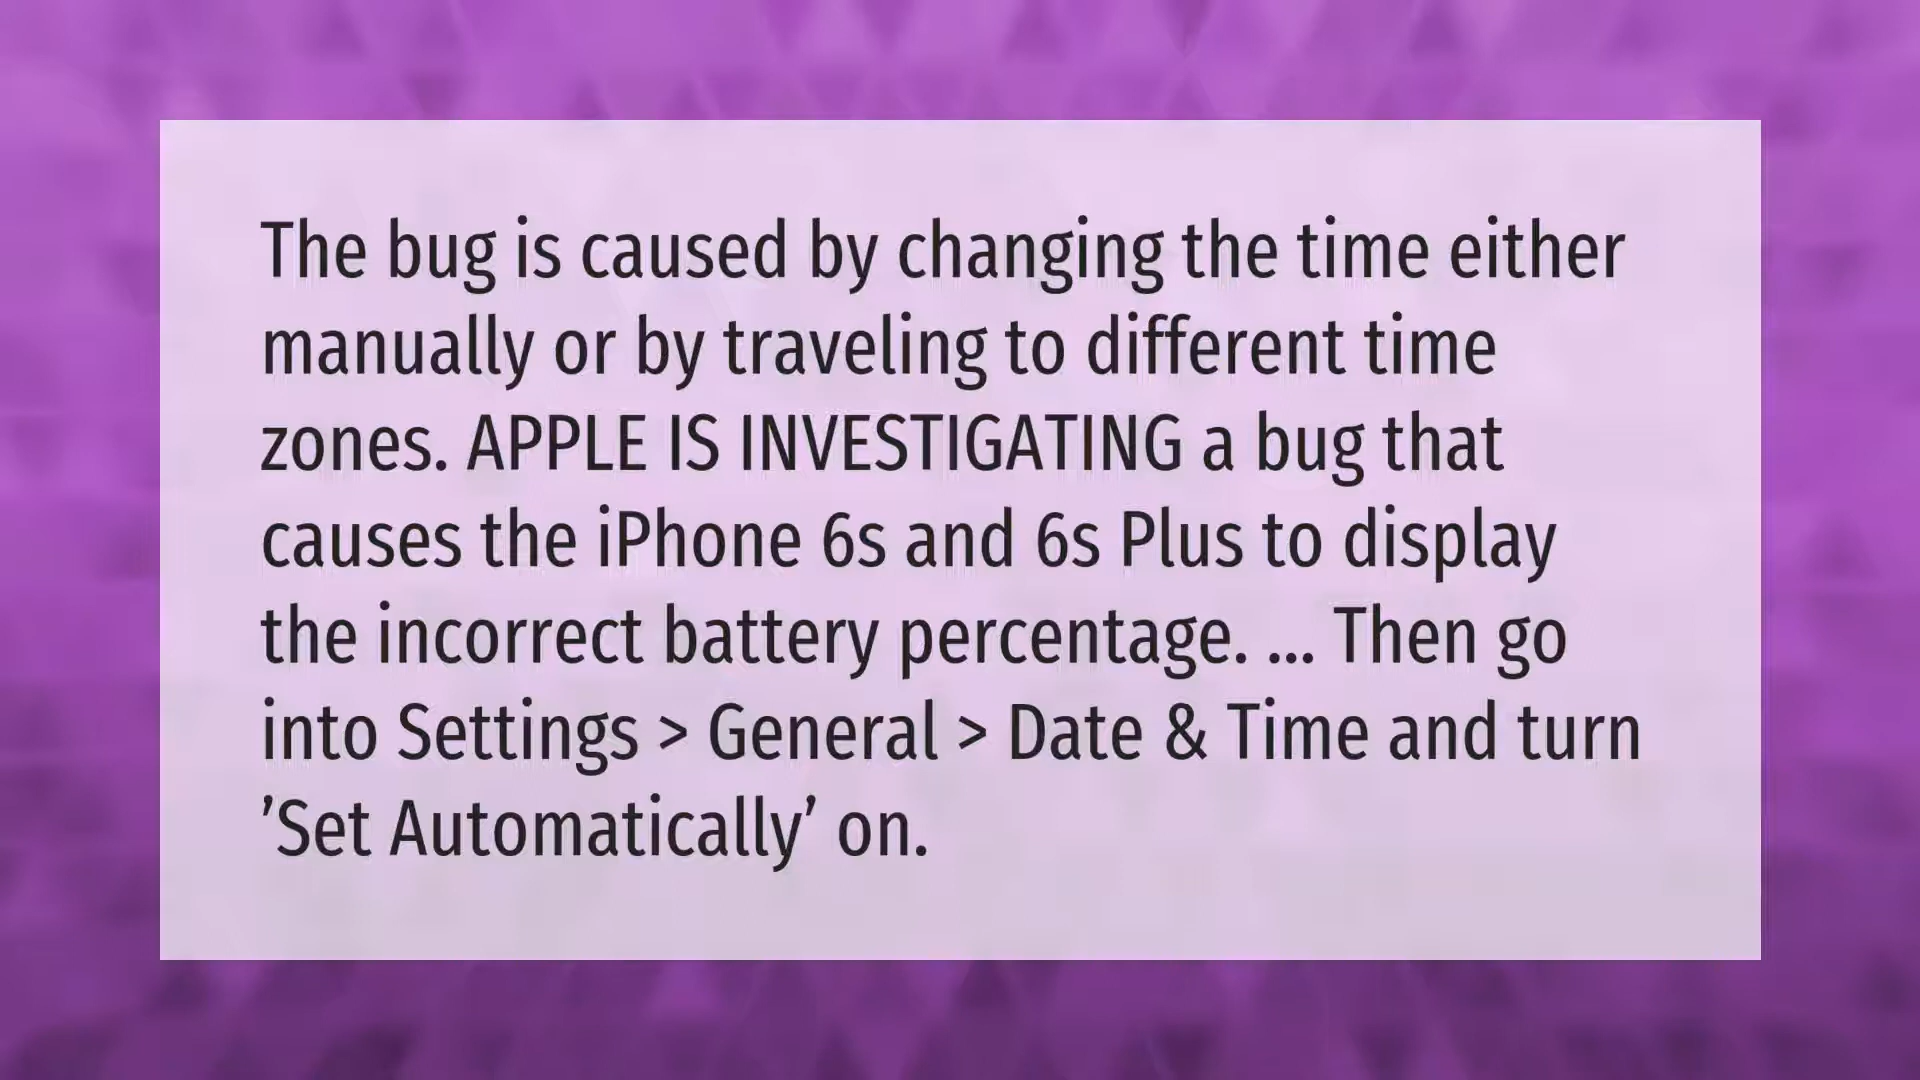 The bug is caused by changing the time either
manually or by traveling to different time
zones. APPLE IS INVESTIGATING a bug that
causes the iPhone 6s and 6s Plus to display
the incorrect battery percentage. ... Then go
into Settings > General > Date & Time and turn
’Set Automatically’ on.